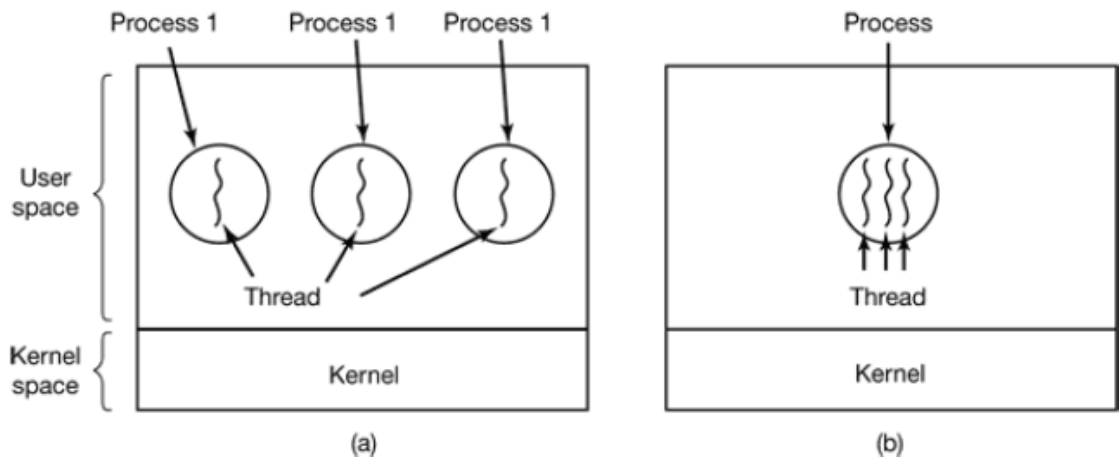 Process 1 Process 1 Process 1
Process
User
space
Thread
Thread
Kernel
space
Kernel
Kernel
(a)
(b)